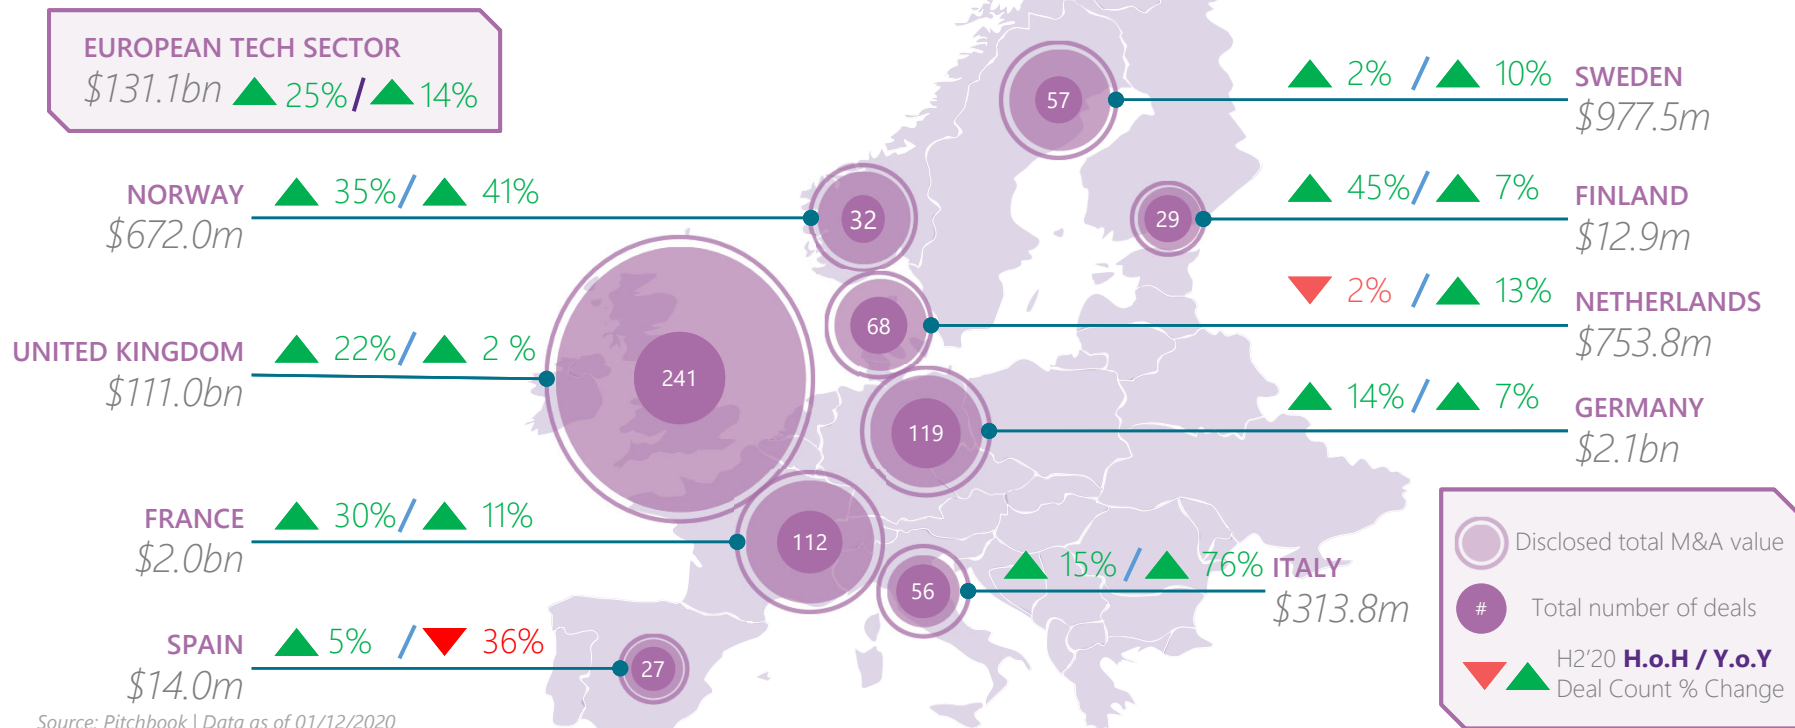 EUROPEAN TECH SECTOR
$131.1bn 25% / 14%
NORWAY 35% / 41%
$672.0m
32
UNITED KINGDOM 22% / 2 %
$111.0bn
241
FRANCE 30% / 11%
$2.0bn
112
SPAIN 5% / 36%
$14.0m
27
Source: Pitchbook | Data as of 01/12/2020
57
2% / 10% SWEDEN
$977.5m
29
45% / 7% FINLAND
$12.9m
68
2% / 13% NETHERLANDS
$753.8m
119
14% / 7% GERMANY
$2.1bn
56
15% / 76% ITALY
$313.8m
Disclosed total M&A value
# Total number of deals
H2'20 H.o.H / Y.o.Y
Deal Count % Change